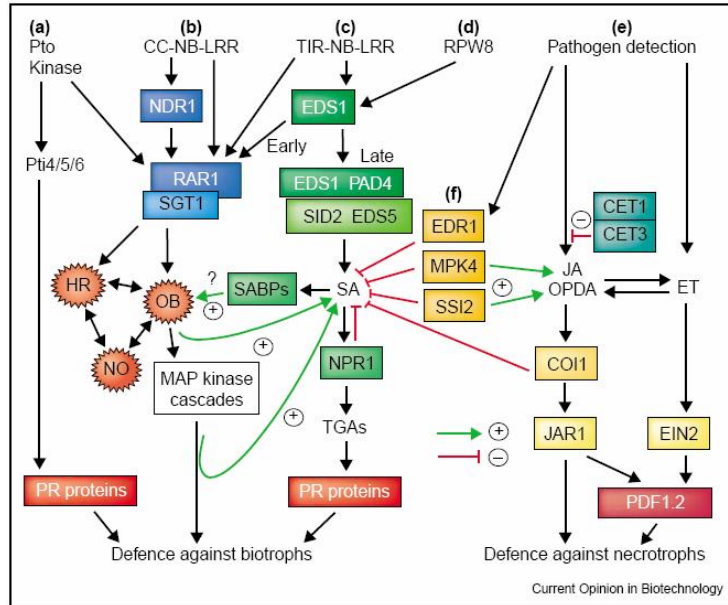 (a) (b) (c) (d) (e)
Pto CC-NB-LRR TIR-NB-LRR RPW8 Pathogen detection
Kinase
NDR1 EDS1
Early
Late
Pti4/5/6
RAR1
SGT1
EDS1 PAD4
SID2 EDS5
(f)
EDR1
MPK4
SSI2
CET1
CET3
−
HR
OB
NO
?
+
SABPs
SA
+
JA
OPDA
ET
+
+
MAP kinase
cascades
NPR1
TGAs
COI1
+
−
JAR1
EIN2
PR proteins
PR proteins
PDF1.2
Defence against biotrophs
Defence against necrotrophs
Current Opinion in Biotechnology